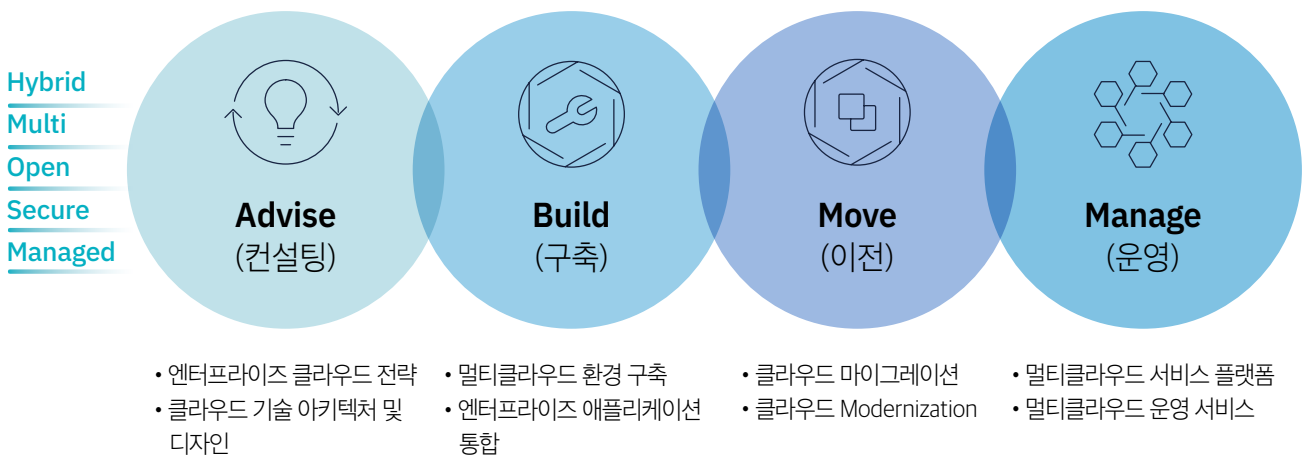 Hybrid
Multi
Open
Secure
Managed
Advise
(컨설팅)
Build
(구축)
Move
(이전)
Manage
(운영)
• 엔터프라이즈 클라우드 전략
• 클라우드 기술 아키텍처 및
디자인
• 멀티클라우드 환경 구축
• 엔터프라이즈 애플리케이션
통합
• 클라우드 마이그레이션
• 클라우드 Modernization
• 멀티클라우드 서비스 플랫폼
• 멀티클라우드 운영 서비스